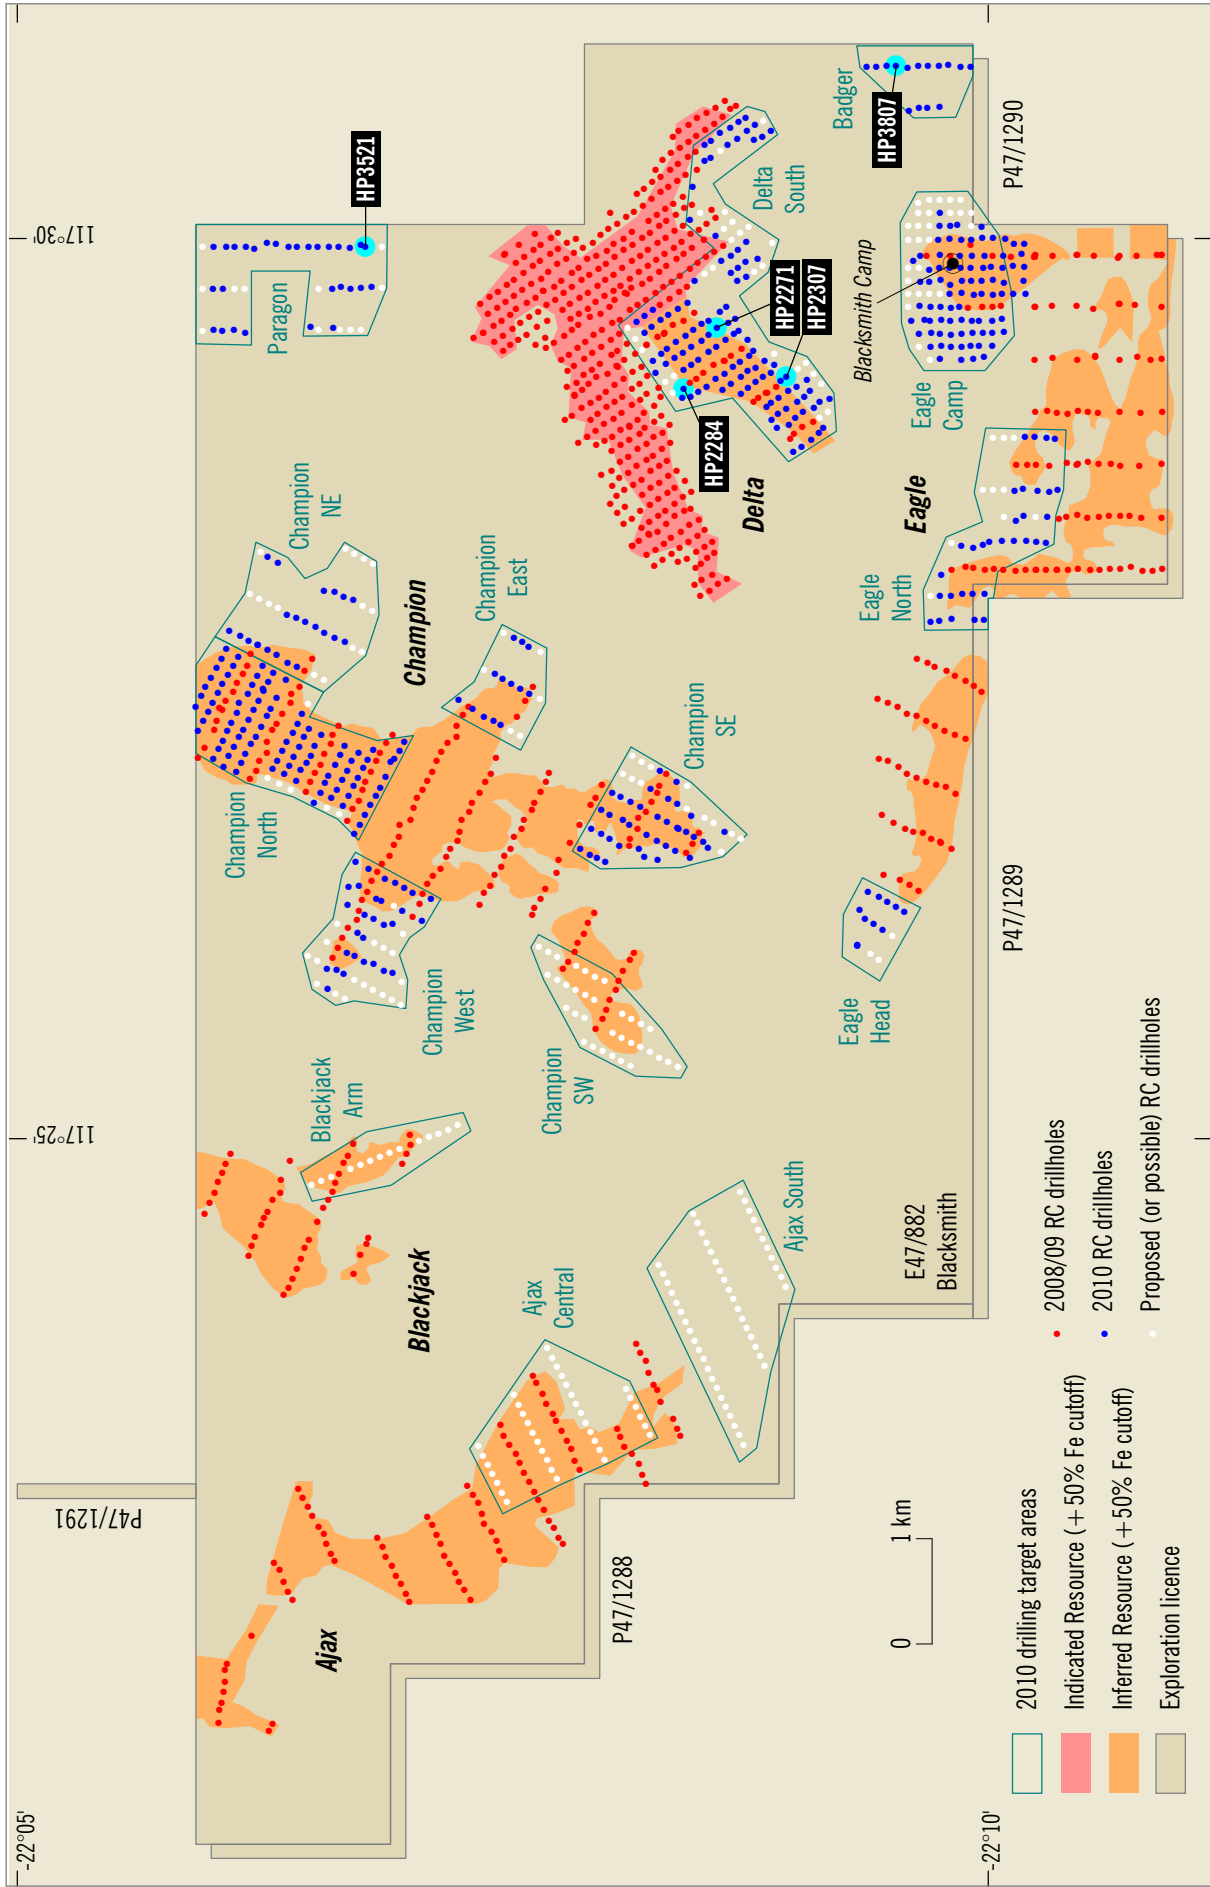 -22°05'
-22°10'
117°25'
117°30'
P47/1291
P47/1288
P47/1289
P47/1290
E47/882
Blacksmith
Ajax
Blackjack
Champion
Delta
Eagle
Ajax
Central
Ajax South
Blackjack
Arm
Champion
West
Champion
North
Champion
NE
Champion
East
Champion
SE
Champion
SW
Paragon
Delta
South
Badger
Eagle
Head
Eagle
North
Eagle
Camp
Blacksmith Camp
HP3521
HP2284
HP2271
HP2307
HP3807
0
1 km
2010 drilling target areas
Indicated Resource (+50% Fe cutoff)
Inferred Resource (+50% Fe cutoff)
Exploration licence
2008/09 RC drillholes
2010 RC drillholes
Proposed (or possible) RC drillholes